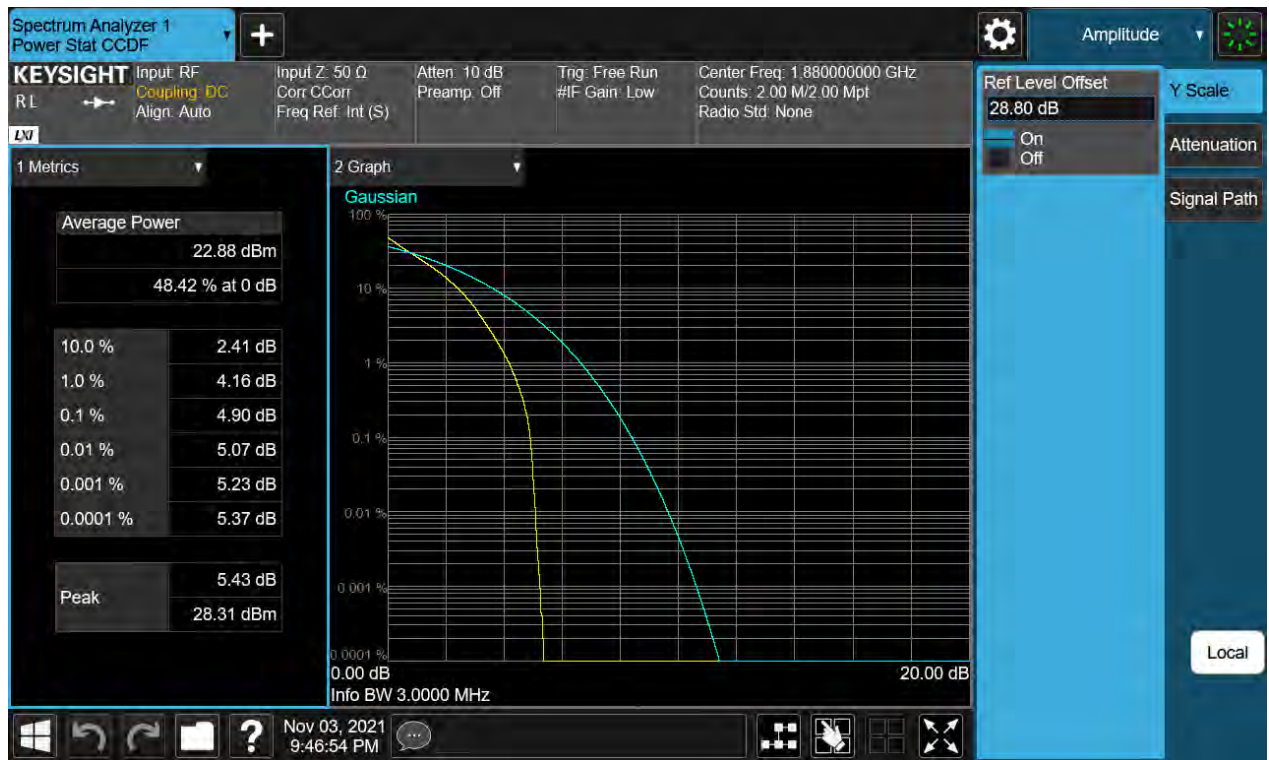 Spectrum Analyzer 1
Power Stat CCDF
+
Amplitude
KEYSIGHT
RL
LXI
Input: RF
Coupling: DC
Align: Auto
Input Z: 50 Ω
Corr CCorr
Freq Ref: Int (S)
Atten: 10 dB
Preamp: Off
Trig: Free Run
#IF Gain: Low
Center Freq: 1.880000000 GHz
Counts: 2.00 M/2.00 Mpt
Radio Std: None
Ref Level Offset
28.80 dB
On
Off
Y Scale
Attenuation
Signal Path
Local
1 Metrics
Average Power
22.88 dBm
48.42 % at 0 dB
10.0 % 2.41 dB
1.0 % 4.16 dB
0.1 % 4.90 dB
0.01 % 5.07 dB
0.001 % 5.23 dB
0.0001 % 5.37 dB
Peak
5.43 dB
28.31 dBm
2 Graph
Gaussian
100 %
10 %
1 %
0.1 %
0.01 %
0.001 %
0.0001 %
0.00 dB 20.00 dB
Info BW 3.0000 MHz
?
Nov 03, 2021
9:46:54 PM